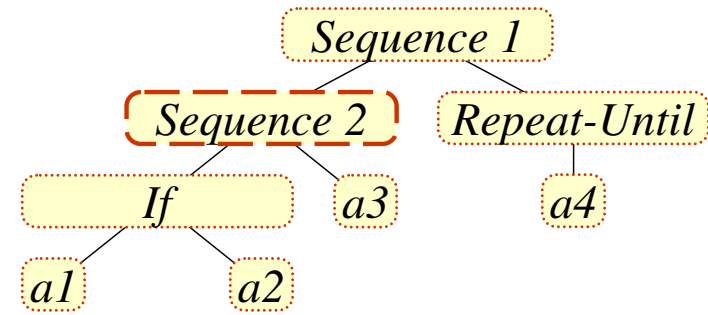 Sequence 1
Sequence 2
Repeat-Until
If
a3
a4
a1
a2